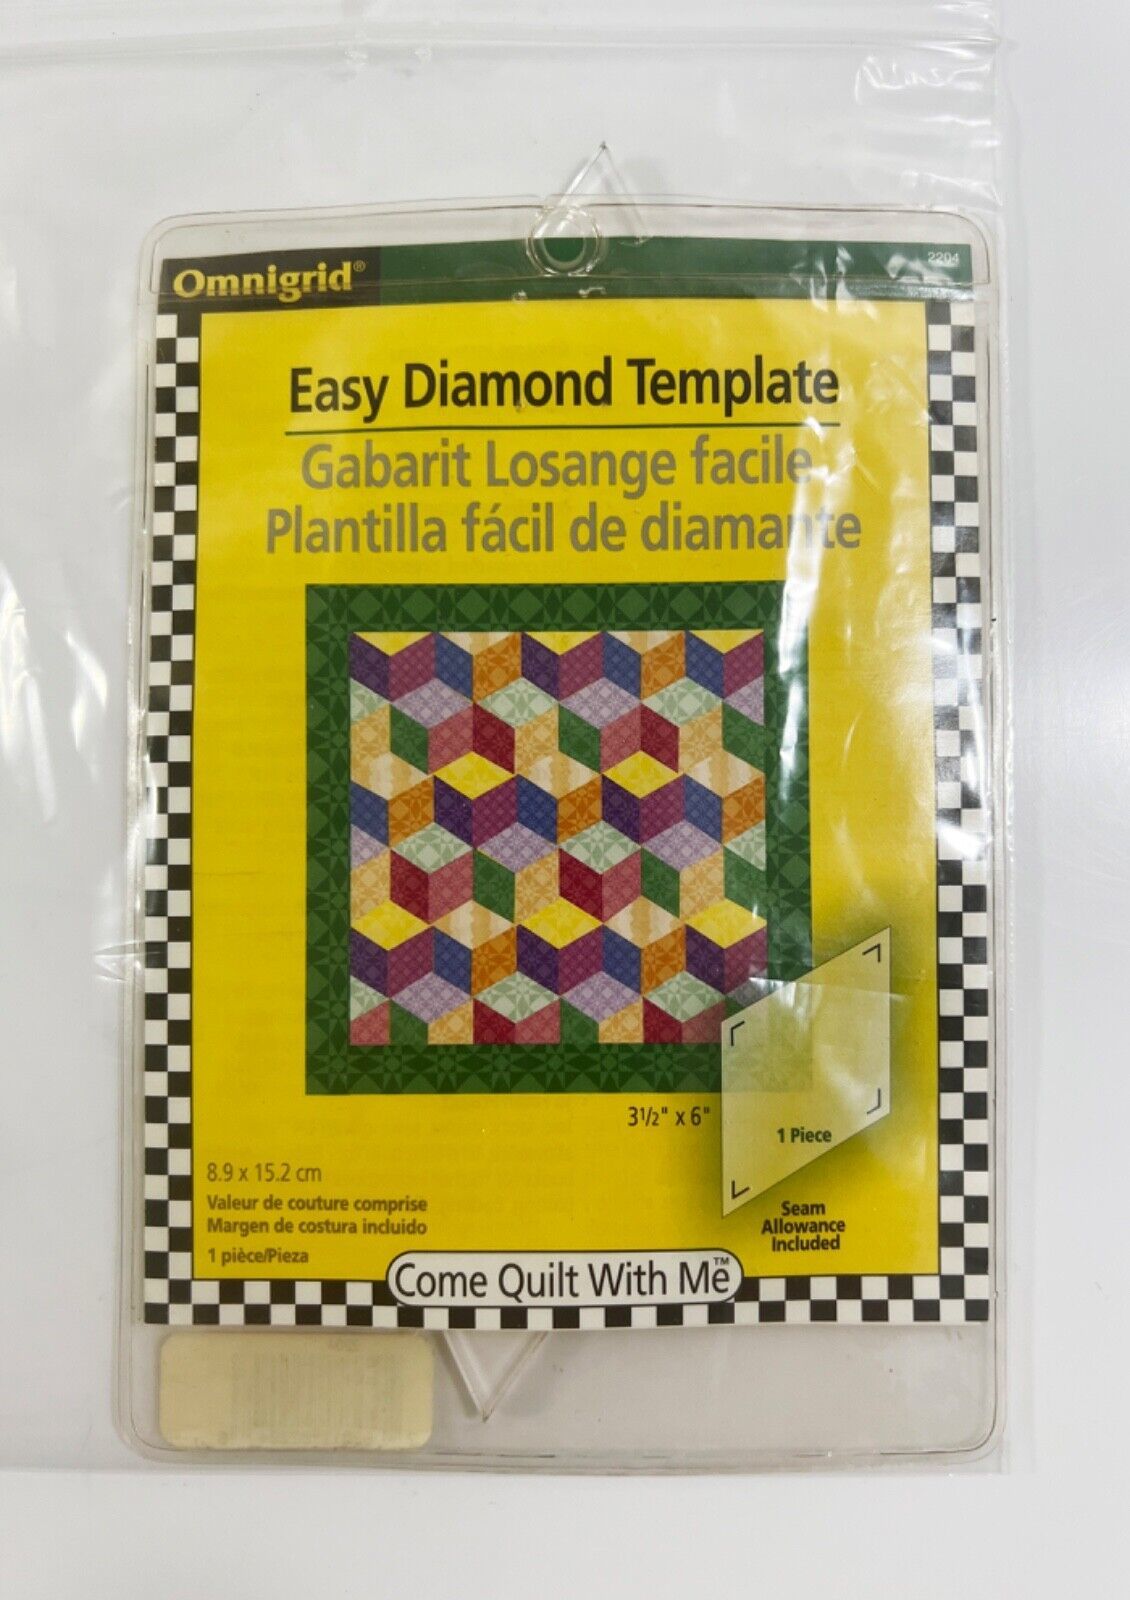 Omnigrid®
2204
Easy Diamond Template
Gabarit Losange facile
Plantilla fácil de diamante
3½" x 6"
1 Piece
8.9 x 15.2 cm
Valeur de couture comprise
Margen de costura incluido
1 pièce/Pieza
Seam
Allowance
Included
Come Quilt With Me™